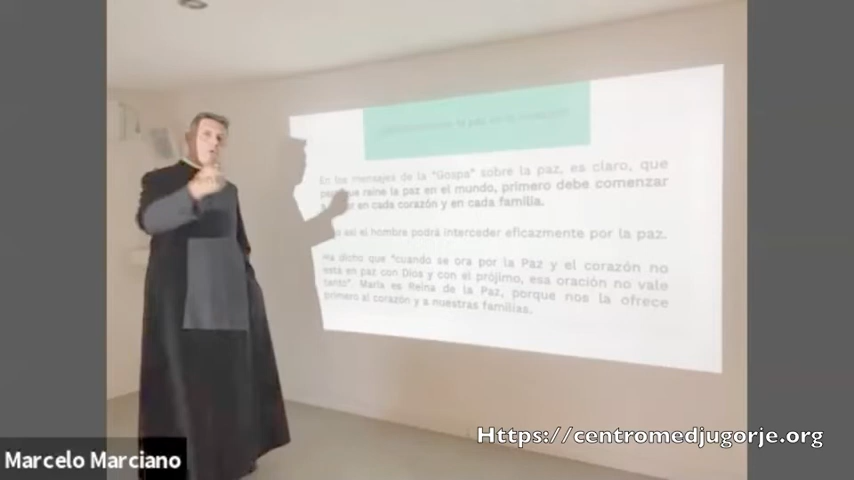 En los mensajes de la "Gospa" sobre la paz, es claro, que
reine la paz en el mundo, primero debe comenzar
en cada corazón y en cada familia.
así el hombre podrá interceder eficazmente por la paz.
Ha dicho que "cuando se ora por la Paz y el corazón no
está en paz con Dios y con el prójimo, esa oración no vale
tanto". María es Reina de la Paz, porque nos la ofrece
primero al corazón y a nuestras familias.
Https://centromedjugorje.org
Marcelo Marciano